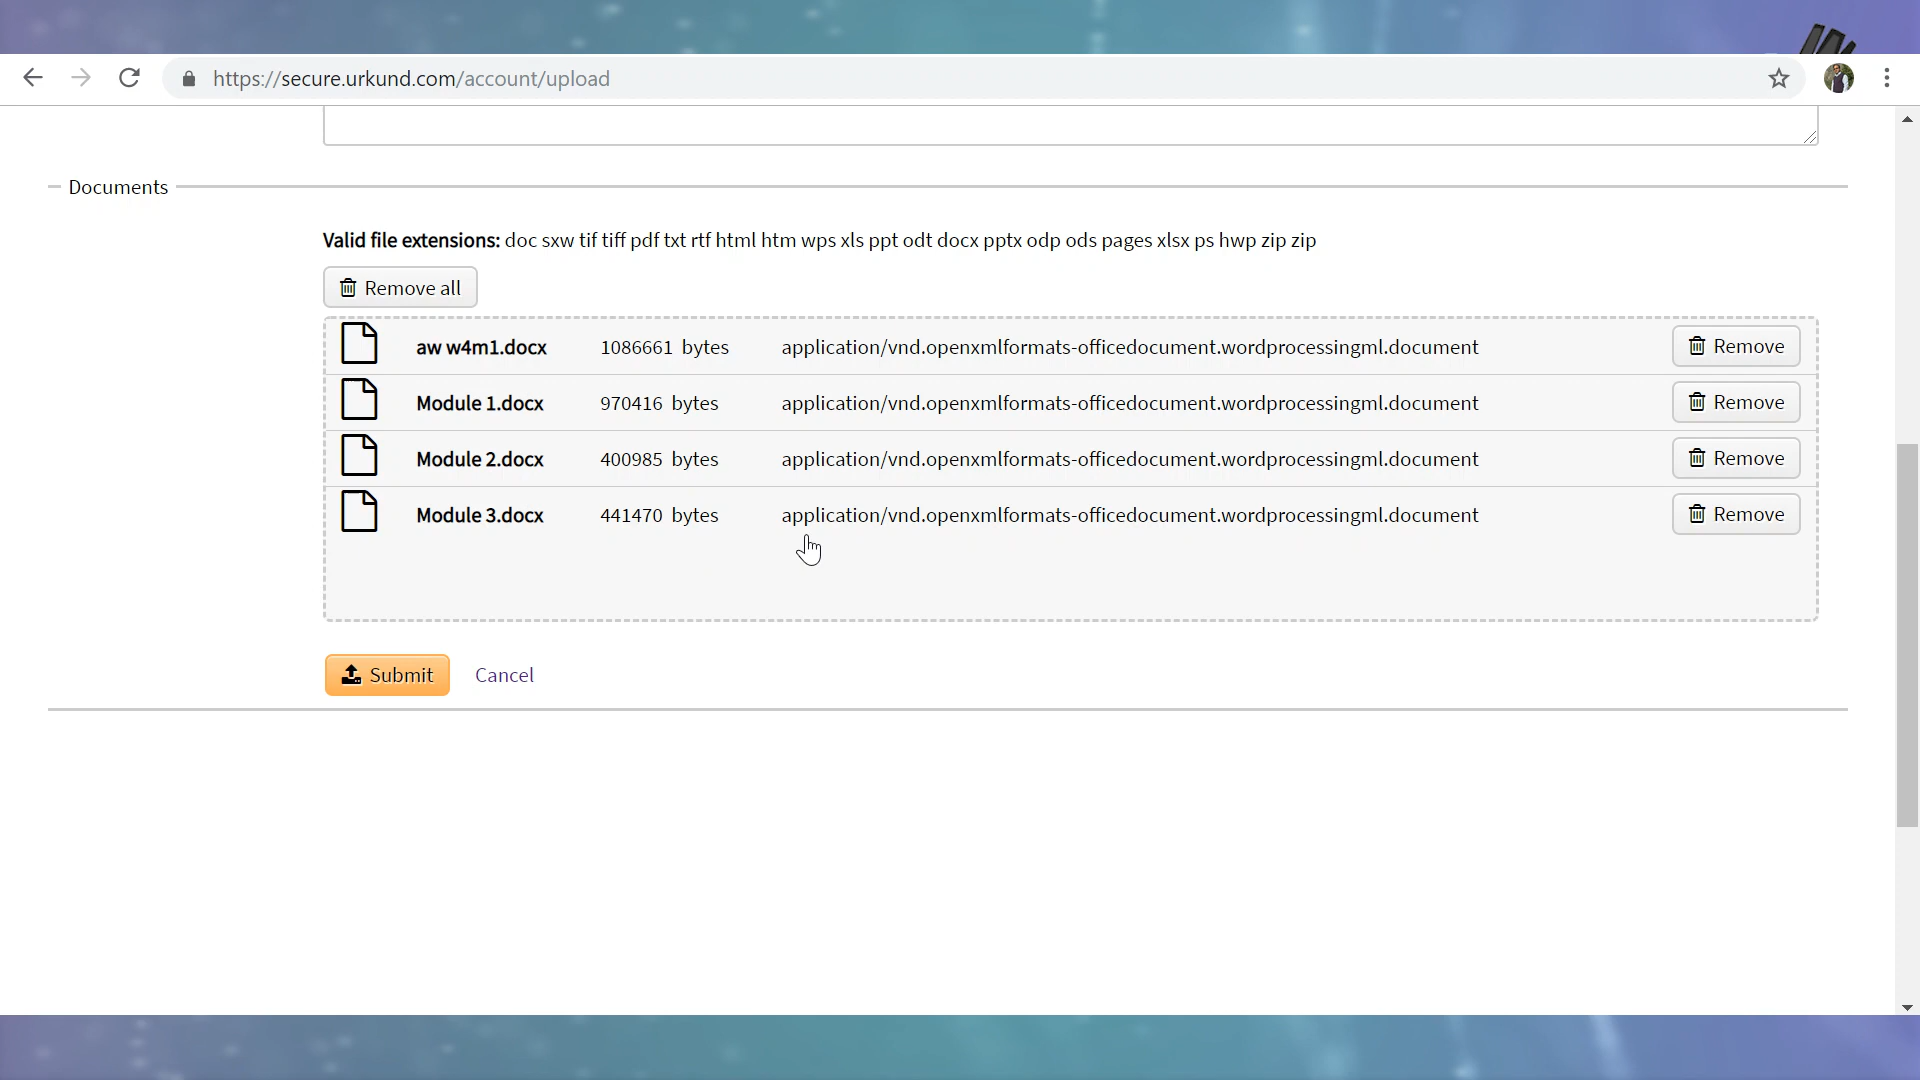 https://secure.urkund.com/account/upload
Documents
Valid file extensions: doc sxw tif tiff pdf txt rtf html htm wps xls ppt odt docx pptx odp ods pages xlsx ps hwp zip zip
Remove all
aw w4m1.docx 1086661 bytes application/vnd.openxmlformats-officedocument.wordprocessingml.document Remove
Module 1.docx 970416 bytes application/vnd.openxmlformats-officedocument.wordprocessingml.document Remove
Module 2.docx 400985 bytes application/vnd.openxmlformats-officedocument.wordprocessingml.document Remove
Module 3.docx 441470 bytes application/vnd.openxmlformats-officedocument.wordprocessingml.document Remove
Submit Cancel